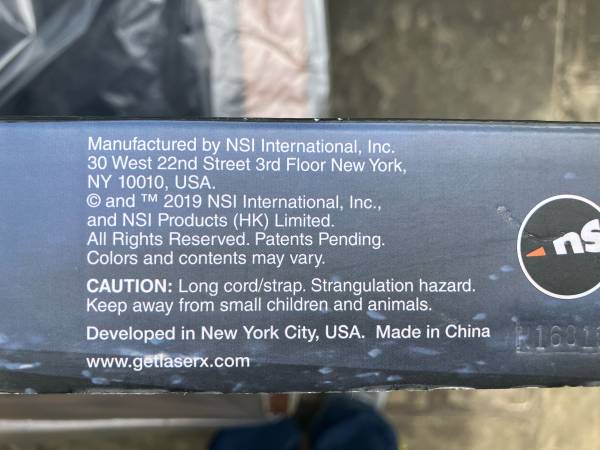 Manufactured by NSI International, Inc.
30 West 22nd Street 3rd Floor New York,
NY 10010, USA.
© and ™ 2019 NSI International, Inc.,
and NSI Products (HK) Limited.
All Rights Reserved. Patents Pending.
Colors and contents may vary.
CAUTION: Long cord/strap. Strangulation hazard.
Keep away from small children and animals.
Developed in New York City, USA. Made in China
www.getlaserx.com